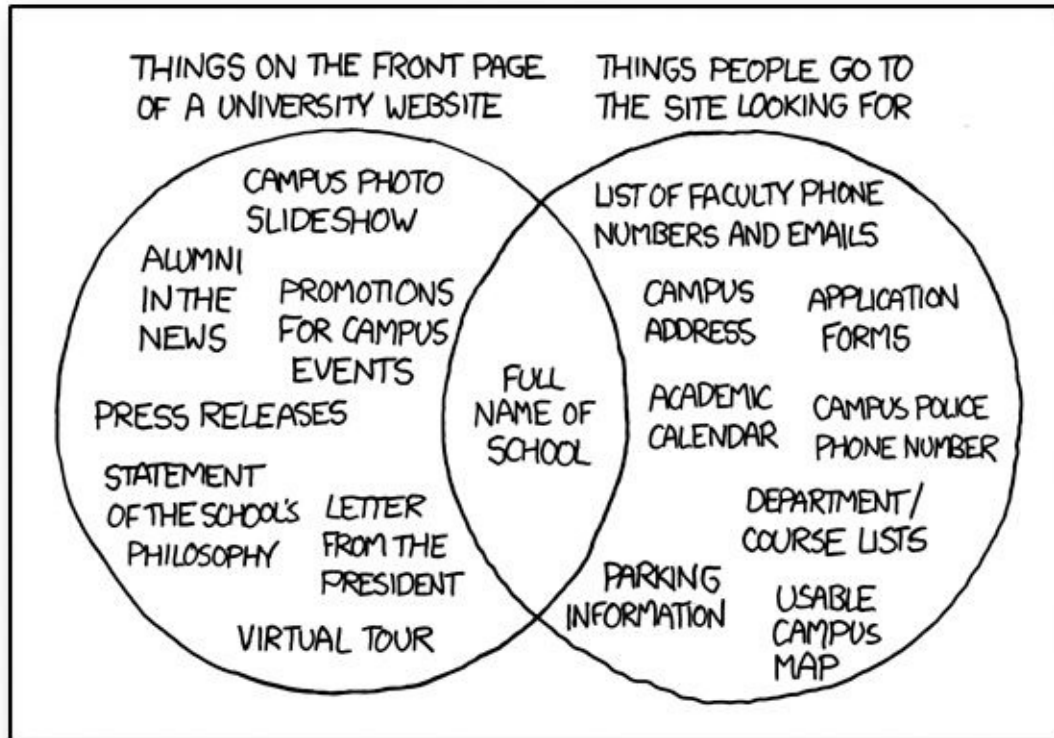 THINGS ON THE FRONT PAGE
OF A UNIVERSITY WEBSITE
THINGS PEOPLE GO TO
THE SITE LOOKING FOR
CAMPUS PHOTO
SLIDESHOW
ALUMNI
IN THE
NEWS
PROMOTIONS
FOR CAMPUS
EVENTS
PRESS RELEASES
STATEMENT
OF THE SCHOOL'S
PHILOSOPHY
LETTER
FROM THE
PRESIDENT
VIRTUAL TOUR
FULL
NAME OF
SCHOOL
LIST OF FACULTY PHONE
NUMBERS AND EMAILS
CAMPUS
ADDRESS
APPLICATION
FORMS
ACADEMIC
CALENDAR
CAMPUS POLICE
PHONE NUMBER
DEPARTMENT/
COURSE LISTS
PARKING
INFORMATION
USABLE
CAMPUS
MAP